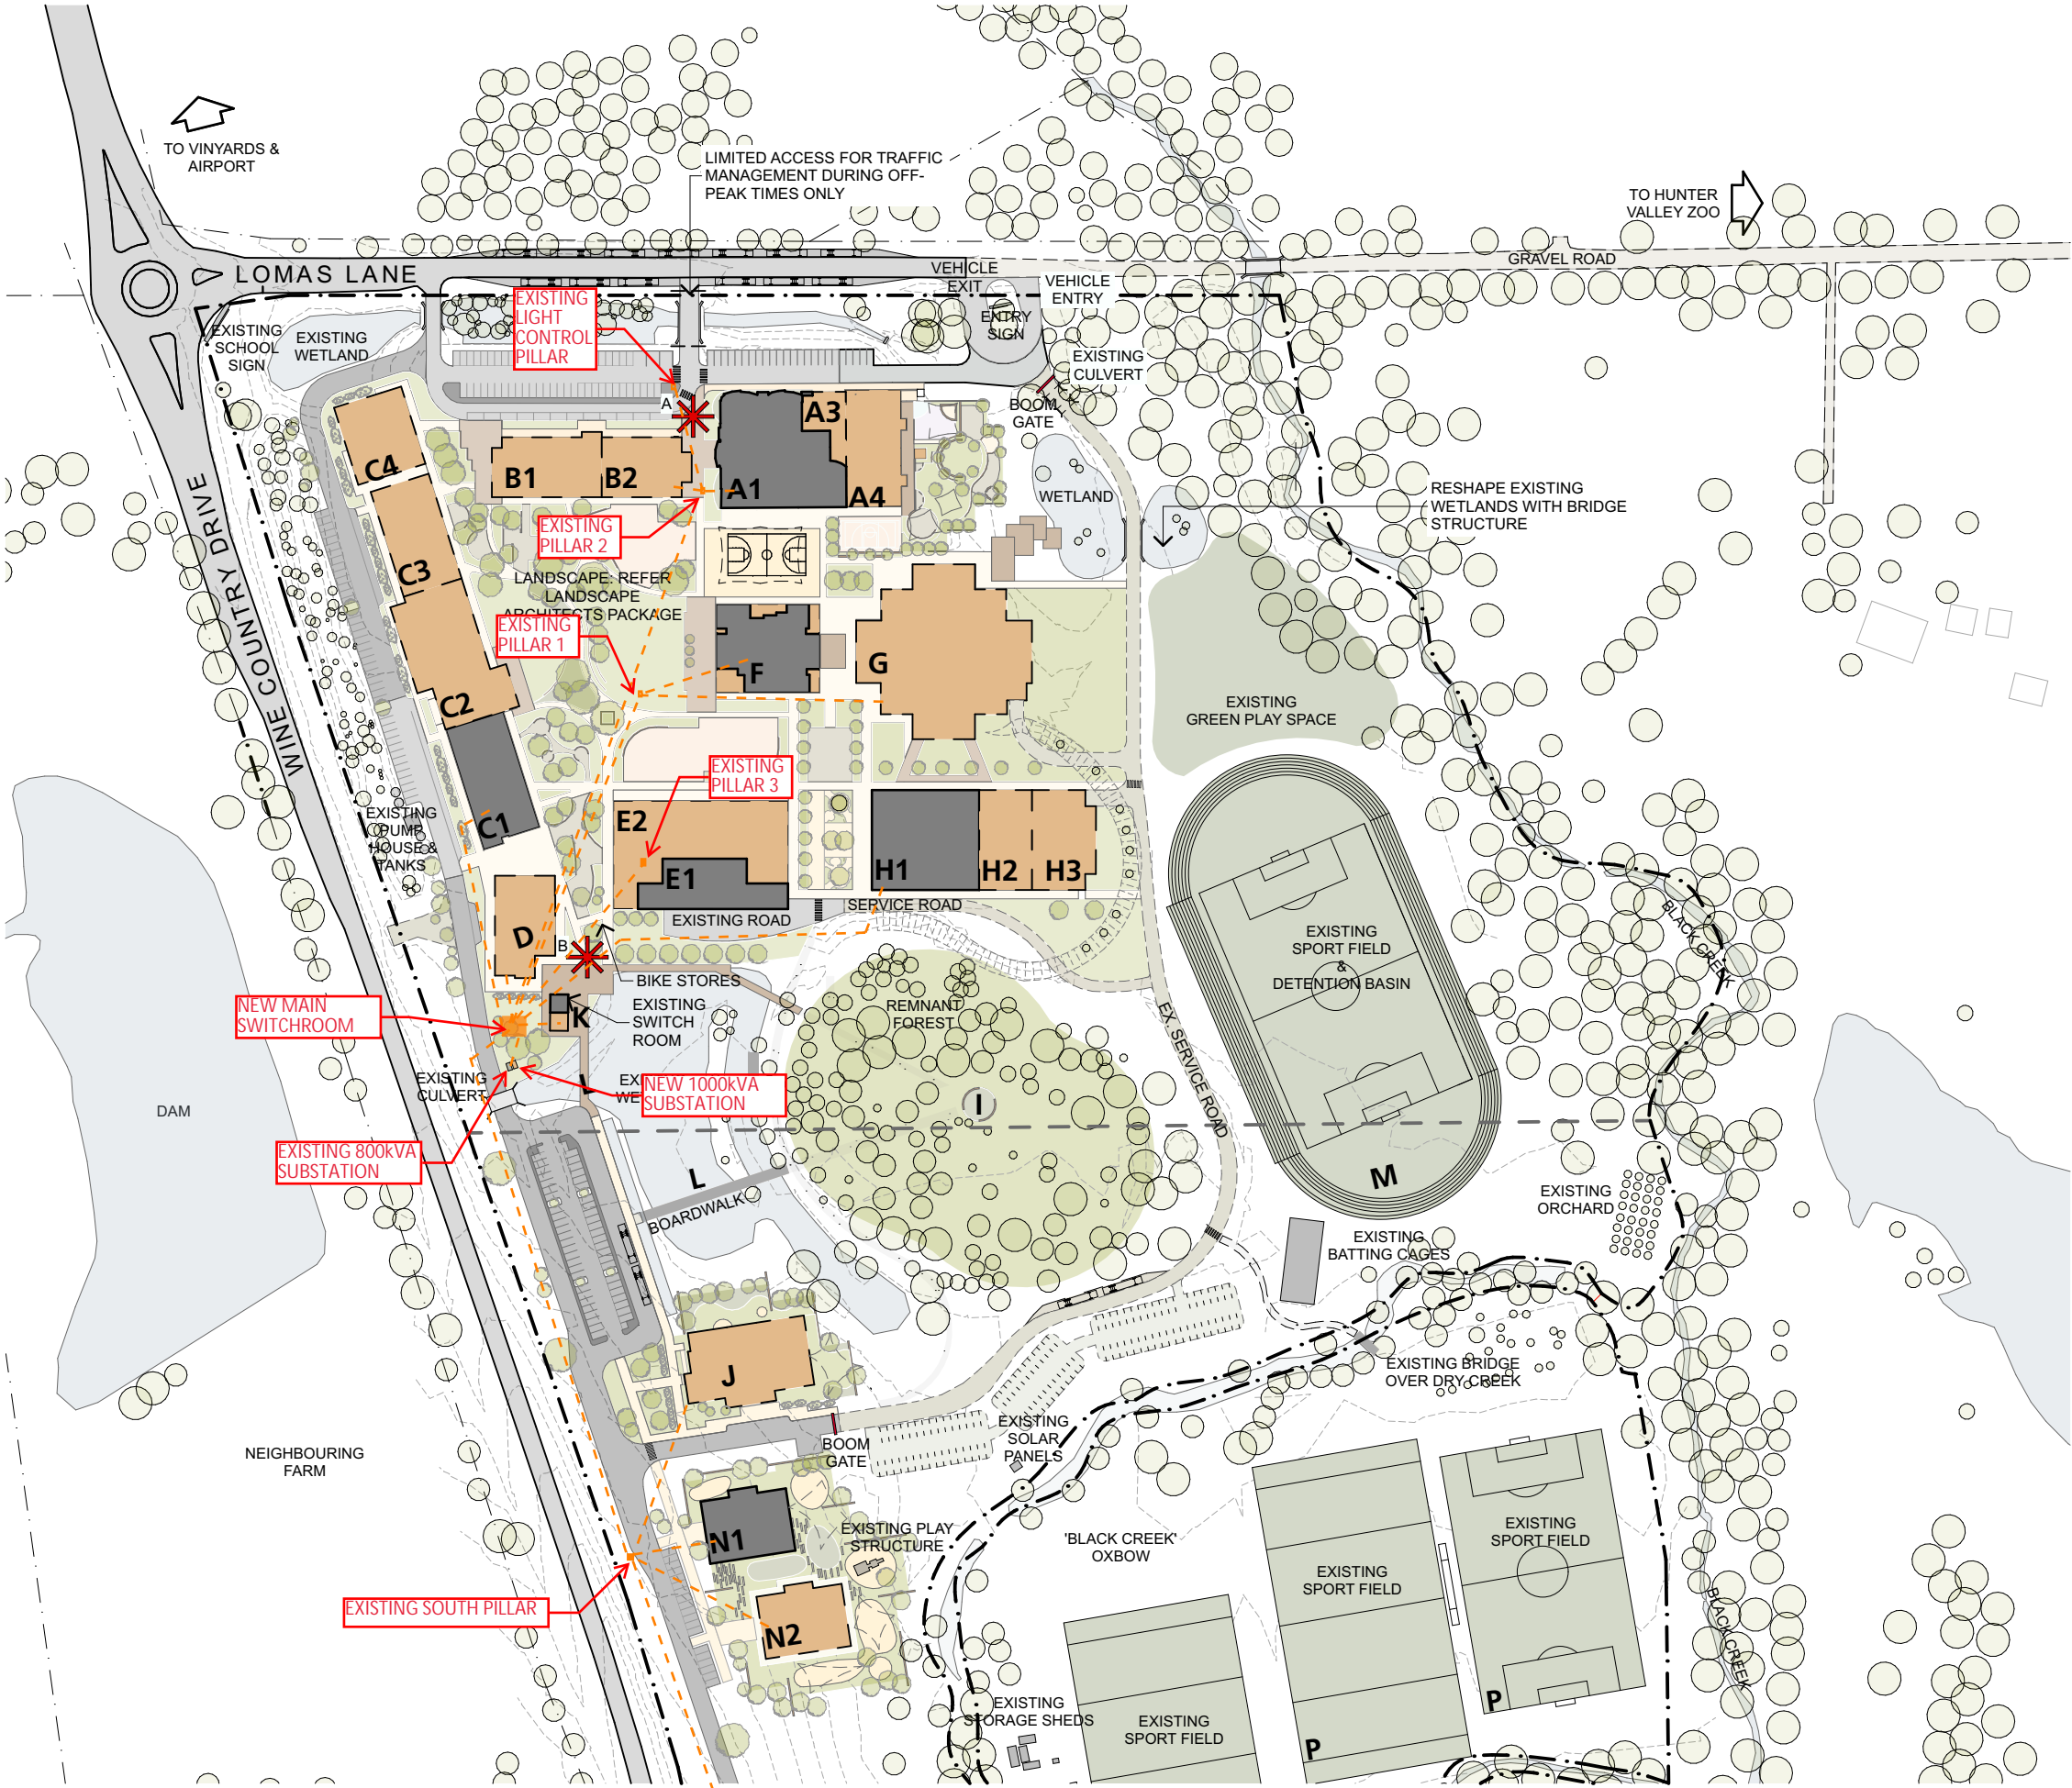 TO VINYARDS &
AIRPORT
LIMITED ACCESS FOR TRAFFIC
MANAGEMENT DURING OFF-
PEAK TIMES ONLY
TO HUNTER
VALLEY ZOO
GRAVEL ROAD
LOMAS LANE
VEHICLE
EXIT
VEHICLE
ENTRY
ENTRY
SIGN
EXISTING
SCHOOL
SIGN
EXISTING
WETLAND
EXISTING
LIGHT
CONTROL
PILLAR
EXISTING
CULVERT
BOOM
GATE
A
A3
A1
A4
B1
B2
C4
C3
C2
C1
WETLAND
RESHAPE EXISTING
WETLANDS WITH BRIDGE
STRUCTURE
EXISTING
PILLAR 2
LANDSCAPE: REFER
LANDSCAPE
ARCHITECTS PACKAGE
EXISTING
PILLAR 1
WINE COUNTRY DRIVE
F
G
EXISTING
GREEN PLAY SPACE
EXISTING
PILLAR 3
E2
E1
H1
H2
H3
EXISTING
PUMP
HOUSE &
TANKS
EXISTING ROAD
SERVICE ROAD
D
B
BIKE STORES
EXISTING
SWITCH
ROOM
K
NEW MAIN
SWITCHROOM
REMNANT
FOREST
EXISTING
SPORT FIELD
&
DETENTION BASIN
BLACK CREEK
EX. SERVICE ROAD
EXISTING
CULVERT
L
EX
WE
NEW 1000kVA
SUBSTATION
I
DAM
EXISTING 800kVA
SUBSTATION
L
BOARDWALK
M
EXISTING
ORCHARD
EXISTING
BATTING CAGES
EXISTING BRIDGE
OVER DRY CREEK
J
EXISTING
SOLAR
PANELS
BOOM
GATE
NEIGHBOURING
FARM
N1
EXISTING PLAY
STRUCTURE
'BLACK CREEK'
OXBOW
EXISTING
SPORT FIELD
EXISTING
SPORT FIELD
EXISTING SOUTH PILLAR
N2
BLACK CREEK
P
P
EXISTING
STORAGE SHEDS
EXISTING
SPORT FIELD